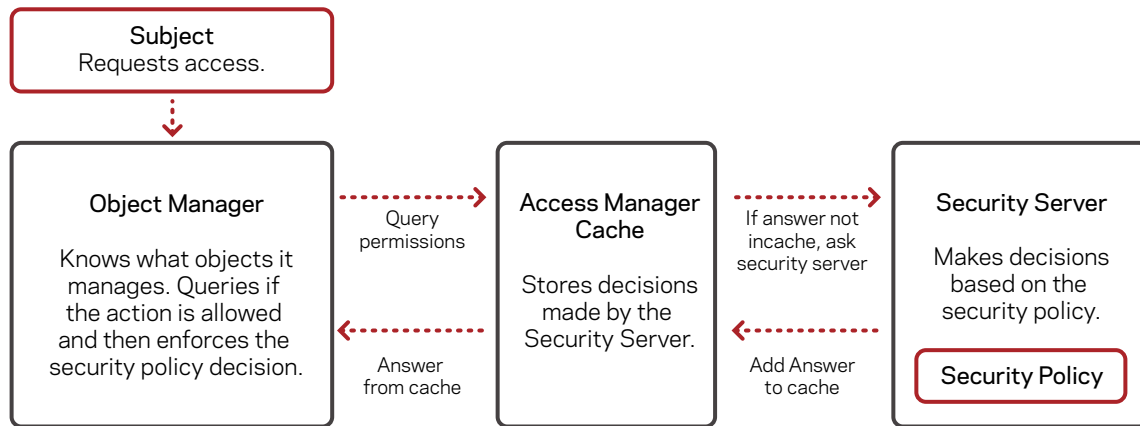 Subject
Requests access.
Object Manager
Knows what objects it
manages. Queries if
the action is allowed
and then enforces the
security policy decision.
Query
permissions
Answer
from cache
Access Manager
Cache
Stores decisions
made by the
Security Server.
If answer not
incache, ask
security server
Add Answer
to cache
Security Server
Makes decisions
based on the
security policy.
Security Policy